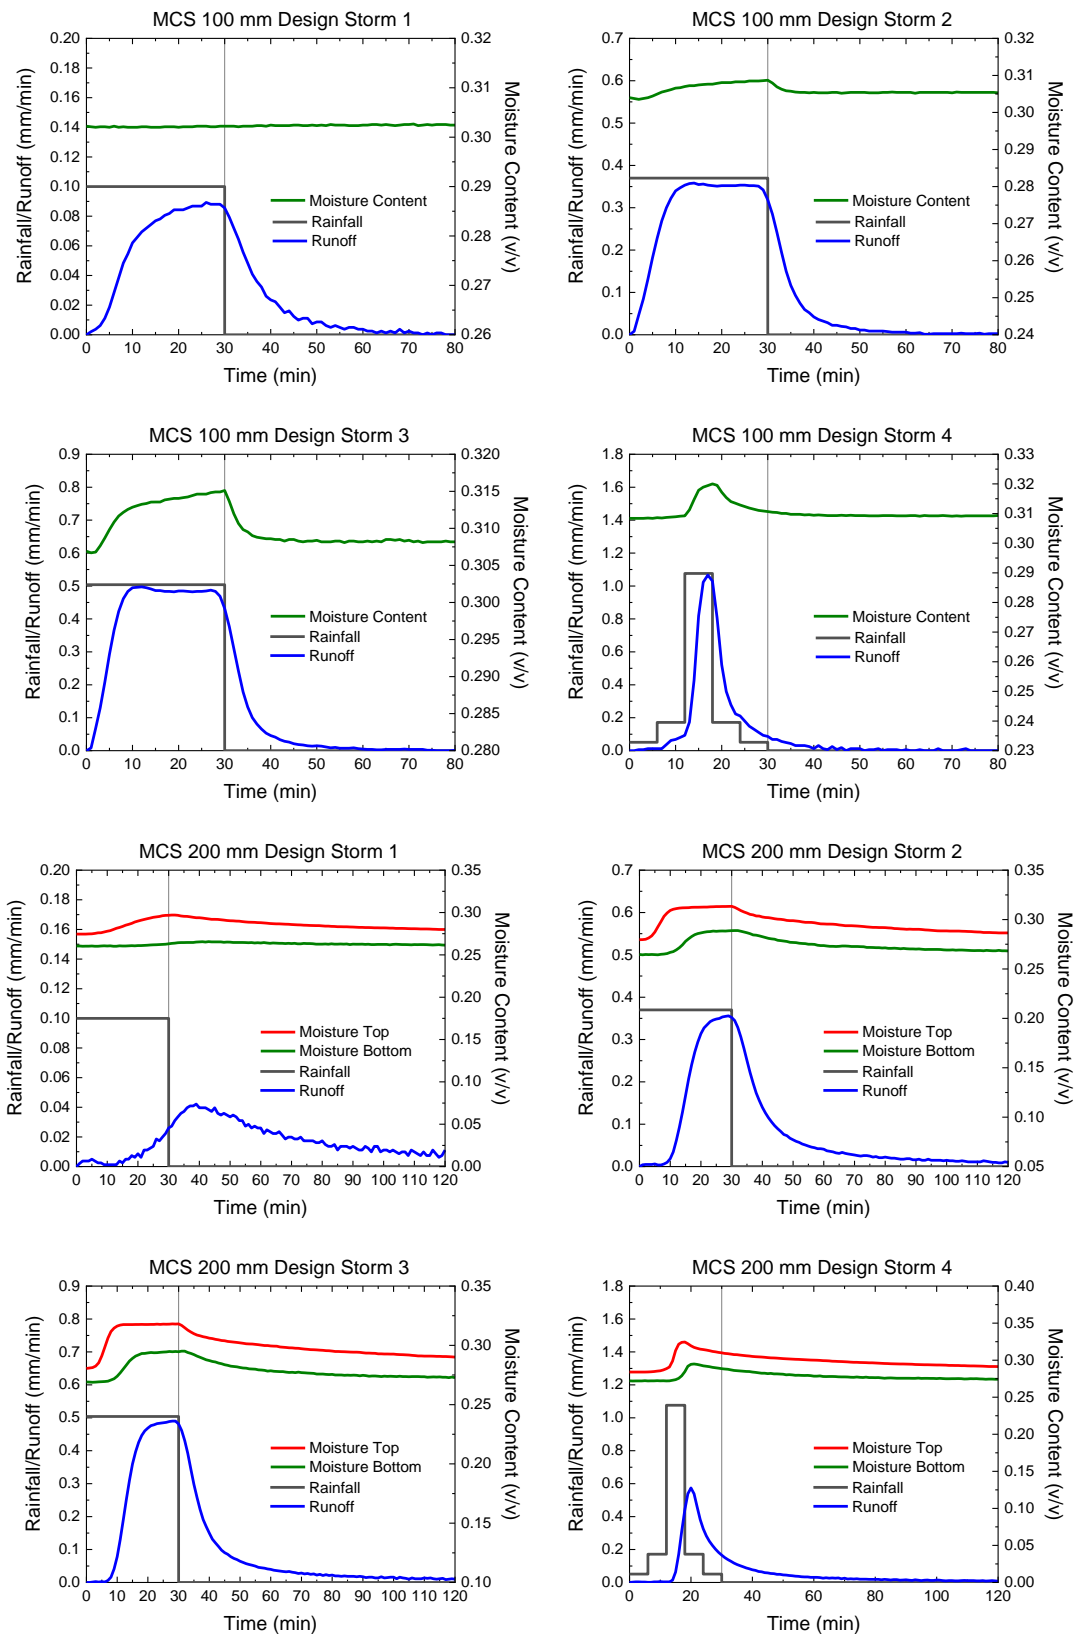 MCS 100 mm Design Storm 1
0.20
0.18
0.16
0.14
0.12
0.10
0.08
0.06
0.04
0.02
0.00
0.32
0.31
0.30
0.29
0.28
0.27
0.26
Rainfall/Runoff (mm/min)
Moisture Content (v/v)
Moisture Content
Rainfall
Runoff
0 10 20 30 40 50 60 70 80
Time (min)
MCS 100 mm Design Storm 2
0.7
0.6
0.5
0.4
0.3
0.2
0.1
0.0
0.32
0.31
0.30
0.29
0.28
0.27
0.26
0.25
0.24
Rainfall/Runoff (mm/min)
Moisture Content (v/v)
Moisture Content
Rainfall
Runoff
0 10 20 30 40 50 60 70 80
Time (min)
MCS 100 mm Design Storm 3
0.9
0.8
0.7
0.6
0.5
0.4
0.3
0.2
0.1
0.0
0.320
0.315
0.310
0.305
0.300
0.295
0.290
0.285
0.280
Rainfall/Runoff (mm/min)
Moisture Content (v/v)
Moisture Content
Rainfall
Runoff
0 10 20 30 40 50 60 70 80
Time (min)
MCS 100 mm Design Storm 4
1.8
1.6
1.4
1.2
1.0
0.8
0.6
0.4
0.2
0.0
0.33
0.32
0.31
0.30
0.29
0.28
0.27
0.26
0.25
0.24
0.23
Rainfall/Runoff (mm/min)
Moisture Content (v/v)
Moisture Content
Rainfall
Runoff
0 10 20 30 40 50 60 70 80
Time (min)
MCS 200 mm Design Storm 1
0.20
0.18
0.16
0.14
0.12
0.10
0.08
0.06
0.04
0.02
0.00
0.35
0.30
0.25
0.20
0.15
0.10
0.05
0.00
Rainfall/Runoff (mm/min)
Moisture Content (v/v)
Moisture Top
Moisture Bottom
Rainfall
Runoff
0 10 20 30 40 50 60 70 80 90 100 110 120
Time (min)
MCS 200 mm Design Storm 2
0.7
0.6
0.5
0.4
0.3
0.2
0.1
0.0
0.35
0.30
0.25
0.20
0.15
0.10
0.05
Rainfall/Runoff (mm/min)
Moisture Content (v/v)
Moisture Top
Moisture Bottom
Rainfall
Runoff
0 10 20 30 40 50 60 70 80 90 100 110 120
Time (min)
MCS 200 mm Design Storm 3
0.9
0.8
0.7
0.6
0.5
0.4
0.3
0.2
0.1
0.0
0.35
0.30
0.25
0.20
0.15
0.10
Rainfall/Runoff (mm/min)
Moisture Content (v/v)
Moisture Top
Moisture Bottom
Rainfall
Runoff
0 10 20 30 40 50 60 70 80 90 100 120
Time (min)
MCS 200 mm Design Storm 4
1.8
1.6
1.4
1.2
1.0
0.8
0.6
0.4
0.2
0.0
0.40
0.35
0.30
0.25
0.20
0.15
0.10
0.05
0.00
Rainfall/Runoff (mm/min)
Moisture Content (v/v)
Moisture Top
Moisture Bottom
Rainfall
Runoff
0 20 40 60 80 100 120
Time (min)